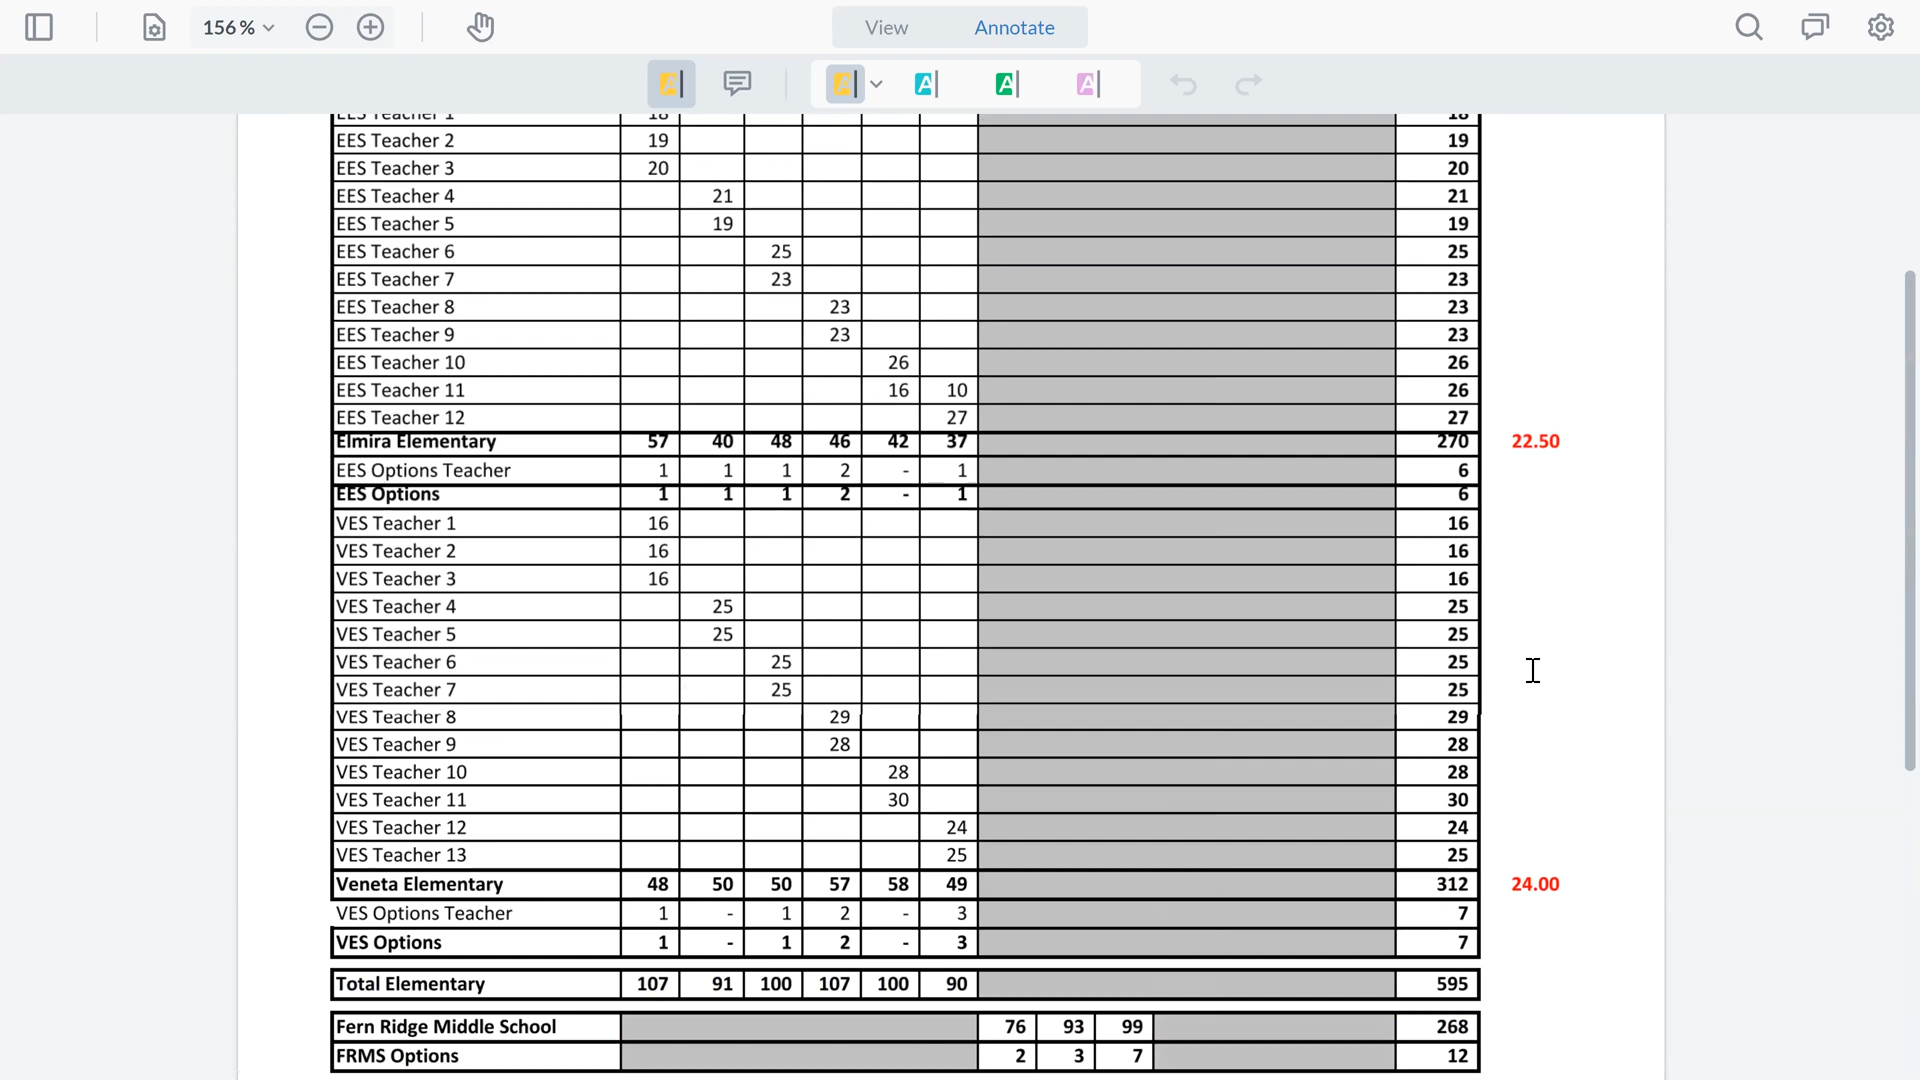 156 %
View
Annotate
EES Teacher 1 18 18
EES Teacher 2 19 19
EES Teacher 3 20 20
EES Teacher 4 21 21
EES Teacher 5 19 19
EES Teacher 6 25 25
EES Teacher 7 23 23
EES Teacher 8 23 23
EES Teacher 9 23 23
EES Teacher 10 26 26
EES Teacher 11 16 10 26
EES Teacher 12 27 27
Elmira Elementary 57 40 48 46 42 37 270 22.50
EES Options Teacher 1 1 1 2 - 1 6
EES Options 1 1 1 2 - 1 6
VES Teacher 1 16 16
VES Teacher 2 16 16
VES Teacher 3 16 16
VES Teacher 4 25 25
VES Teacher 5 25 25
VES Teacher 6 25 25
VES Teacher 7 25 25
VES Teacher 8 29 29
VES Teacher 9 28 28
VES Teacher 10 28 28
VES Teacher 11 30 30
VES Teacher 12 24 24
VES Teacher 13 25 25
Veneta Elementary 48 50 50 57 58 49 312 24.00
VES Options Teacher 1 - 1 2 - 3 7
VES Options 1 - 1 2 - 3 7
Total Elementary 107 91 100 107 100 90 595
Fern Ridge Middle School 76 93 99 268
FRMS Options 2 3 7 12